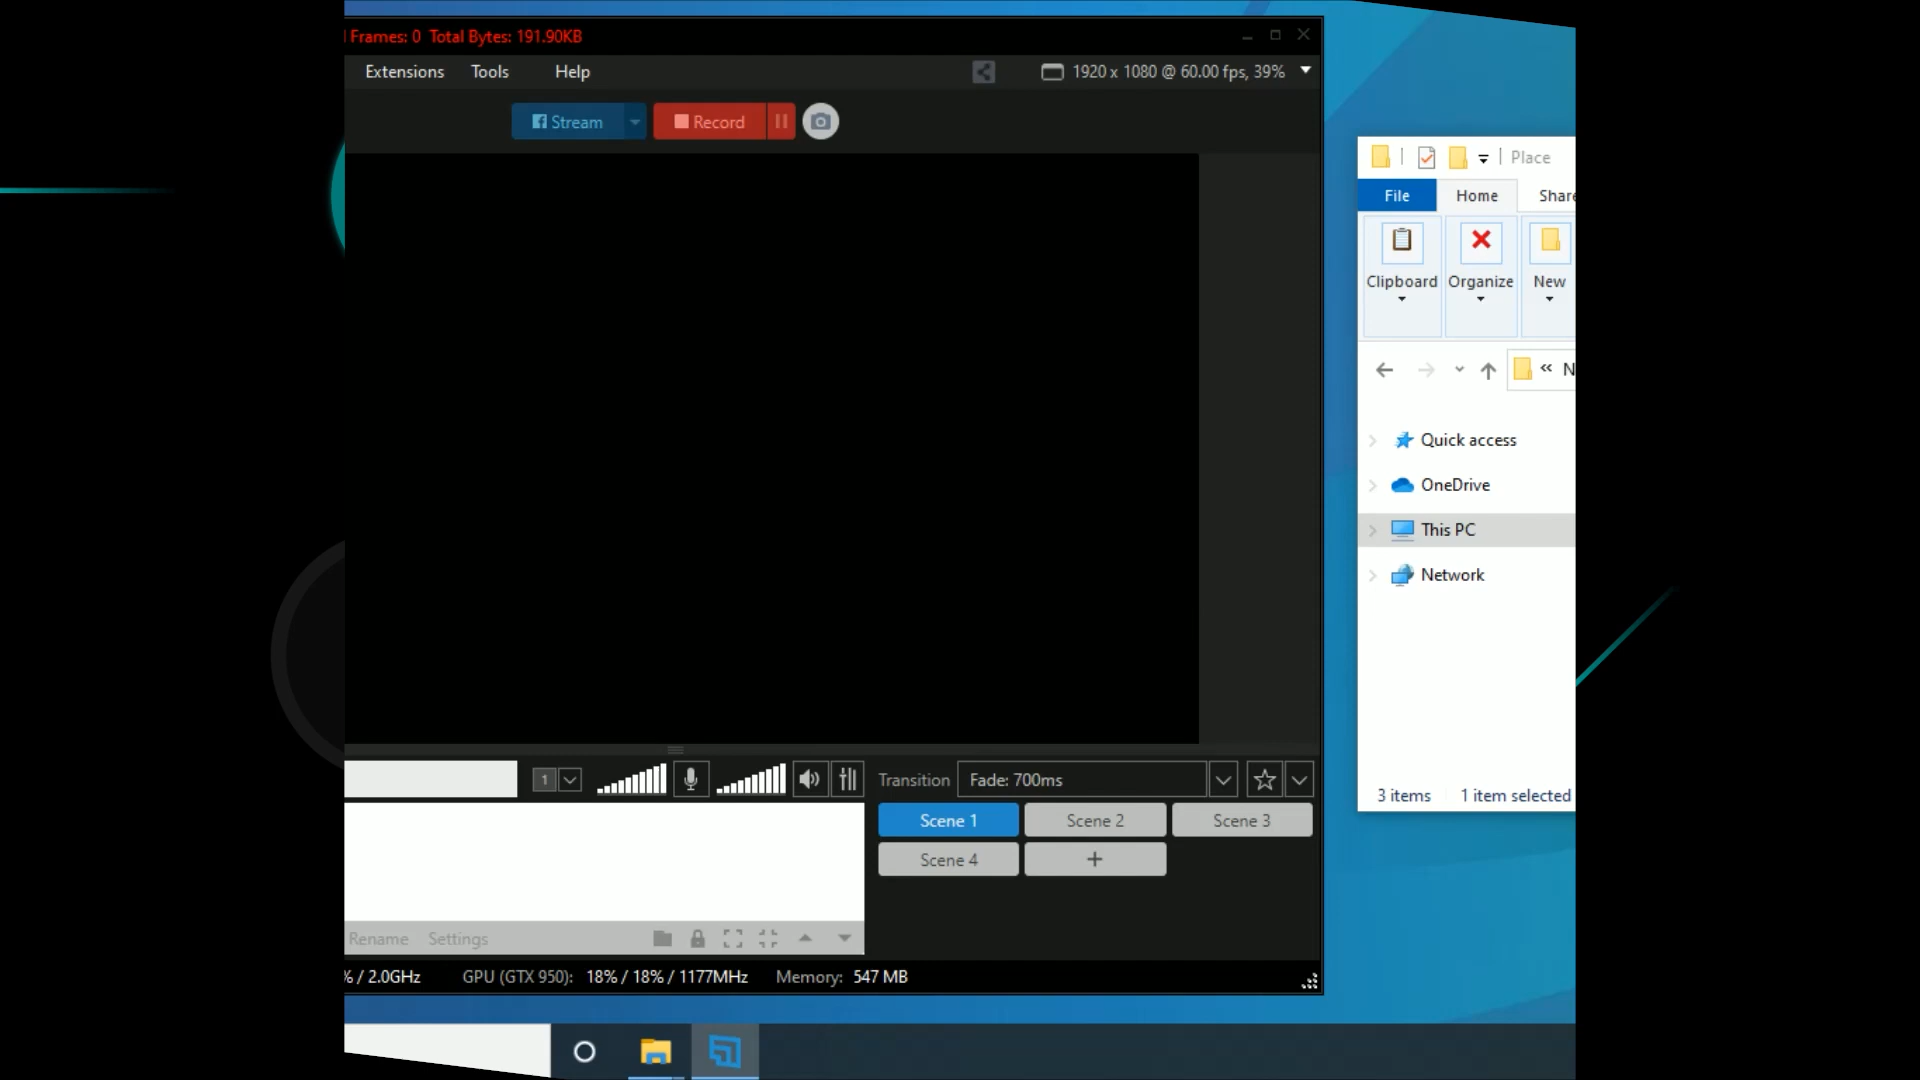 Frames: 0 Total Bytes: 191.90KB
Extensions Tools Help
1920 x 1080 @ 60.00 fps, 39%
Stream Record
1
Transition Fade: 700ms
Scene 1 Scene 2 Scene 3
Scene 4 +
Rename Settings
% / 2.0GHz GPU (GTX 950): 18% / 18% / 1177MHz Memory: 547 MB
Place
File Home Share
Clipboard Organize New
« N
Quick access
OneDrive
This PC
Network
3 items 1 item selected